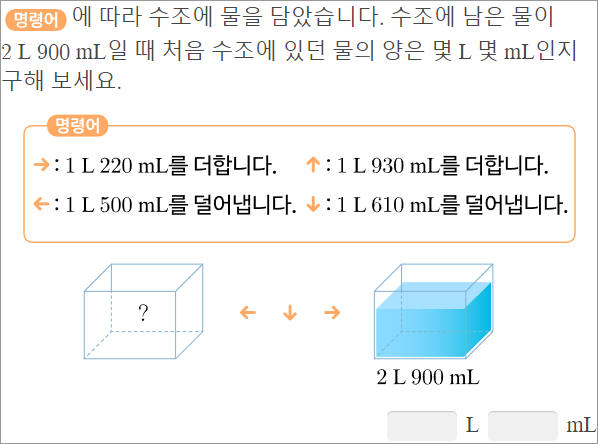 명령어 에 따라 수조에 물을 담았습니다. 수조에 남은 물이
2 L 900 mL일 때 처음 수조에 있던 물의 양은 몇 L 몇 mL인지
구해 보세요.
명령어
→ : 1 L 220 mL를 더합니다. ↑ : 1 L 930 mL를 더합니다.
← : 1 L 500 mL를 덜어냅니다. ↓ : 1 L 610 mL를 덜어냅니다.
? ← ↓ →
2 L 900 mL
L mL